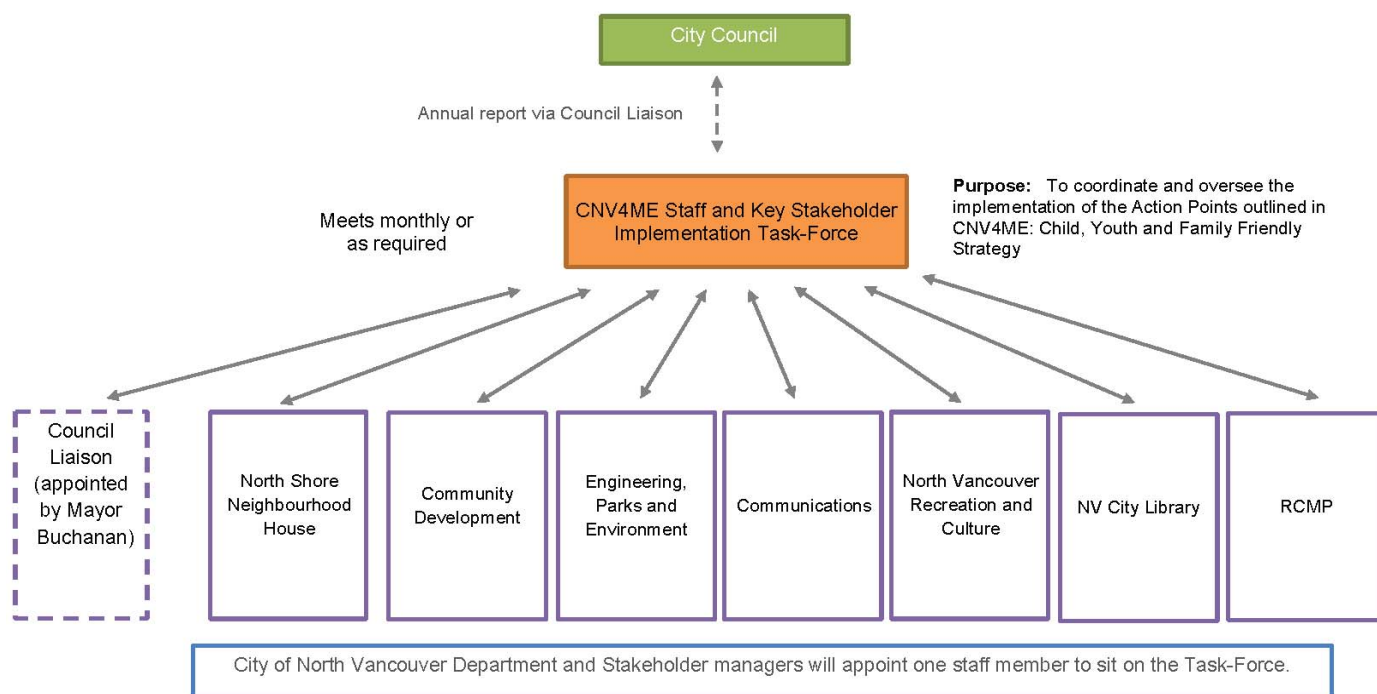 City Council
Annual report via Council Liaison
Meets monthly or
as required
CNV4ME Staff and Key Stakeholder
Implementation Task-Force
Purpose: To coordinate and oversee the
implementation of the Action Points outlined in
CNV4ME: Child, Youth and Family Friendly
Strategy
Council
Liaison
(appointed
by Mayor
Buchanan)
North Shore
Neighbourhood
House
Community
Development
Engineering,
Parks and
Environment
Communications
North Vancouver
Recreation and
Culture
NV City Library
RCMP
City of North Vancouver Department and Stakeholder managers will appoint one staff member to sit on the Task-Force.